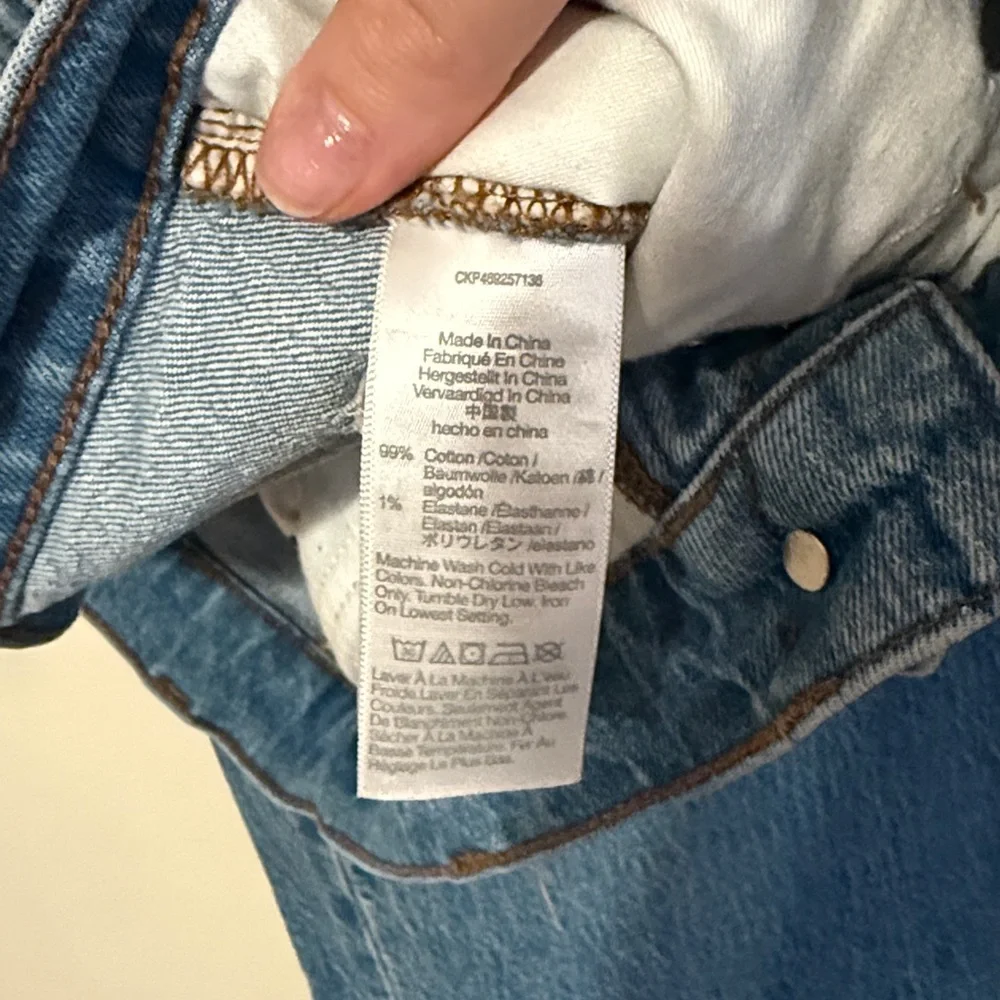 CKP469257136
Made In China
Fabriqué En Chine
Hergestellt In China
Vervaardigd In China
中国製
hecho en china
99% Cotton /Coton /
Baumwolle /Katoen /綿 /
algodón
1% Elastane /Élasthanne /
Elastan /Elastaan /
ポリウレタン /elastano
Machine Wash Cold With Like
Colors. Non-Chlorine Bleach
Only. Tumble Dry Low. Iron
On Lowest Setting.
Laver À La Machine À L'eau
Froide.Laver En Séparant Les
Couleurs. Seulement Agent
De Blanchiment Non-Chlore.
Sécher À La Machine À
Basse Température. Fer Au
Réglage Le Plus Bas.